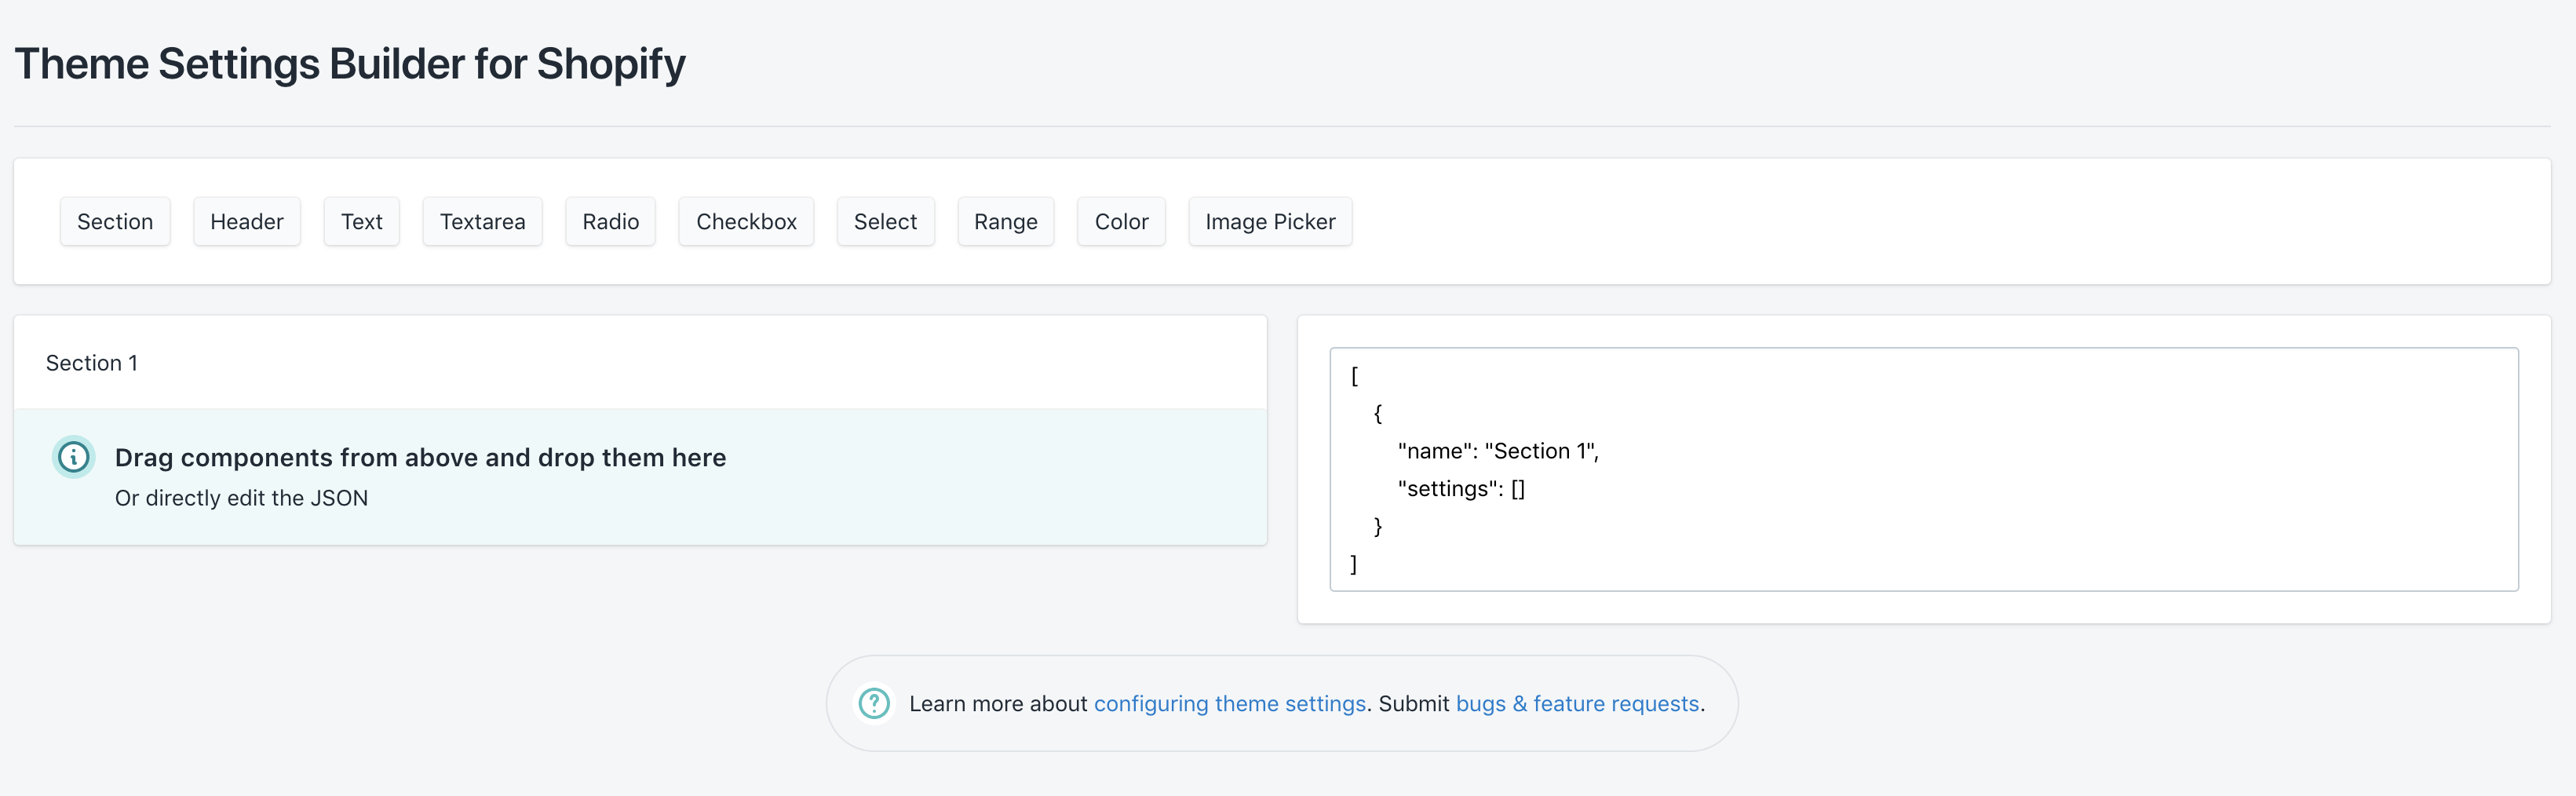 Theme Settings Builder for Shopify
Section Header Text Textarea Radio Checkbox Select Range Color Image Picker
Section 1
Drag components from above and drop them here
Or directly edit the JSON
[
{
"name": "Section 1",
"settings": []
}
]
Learn more about configuring theme settings. Submit bugs & feature requests.